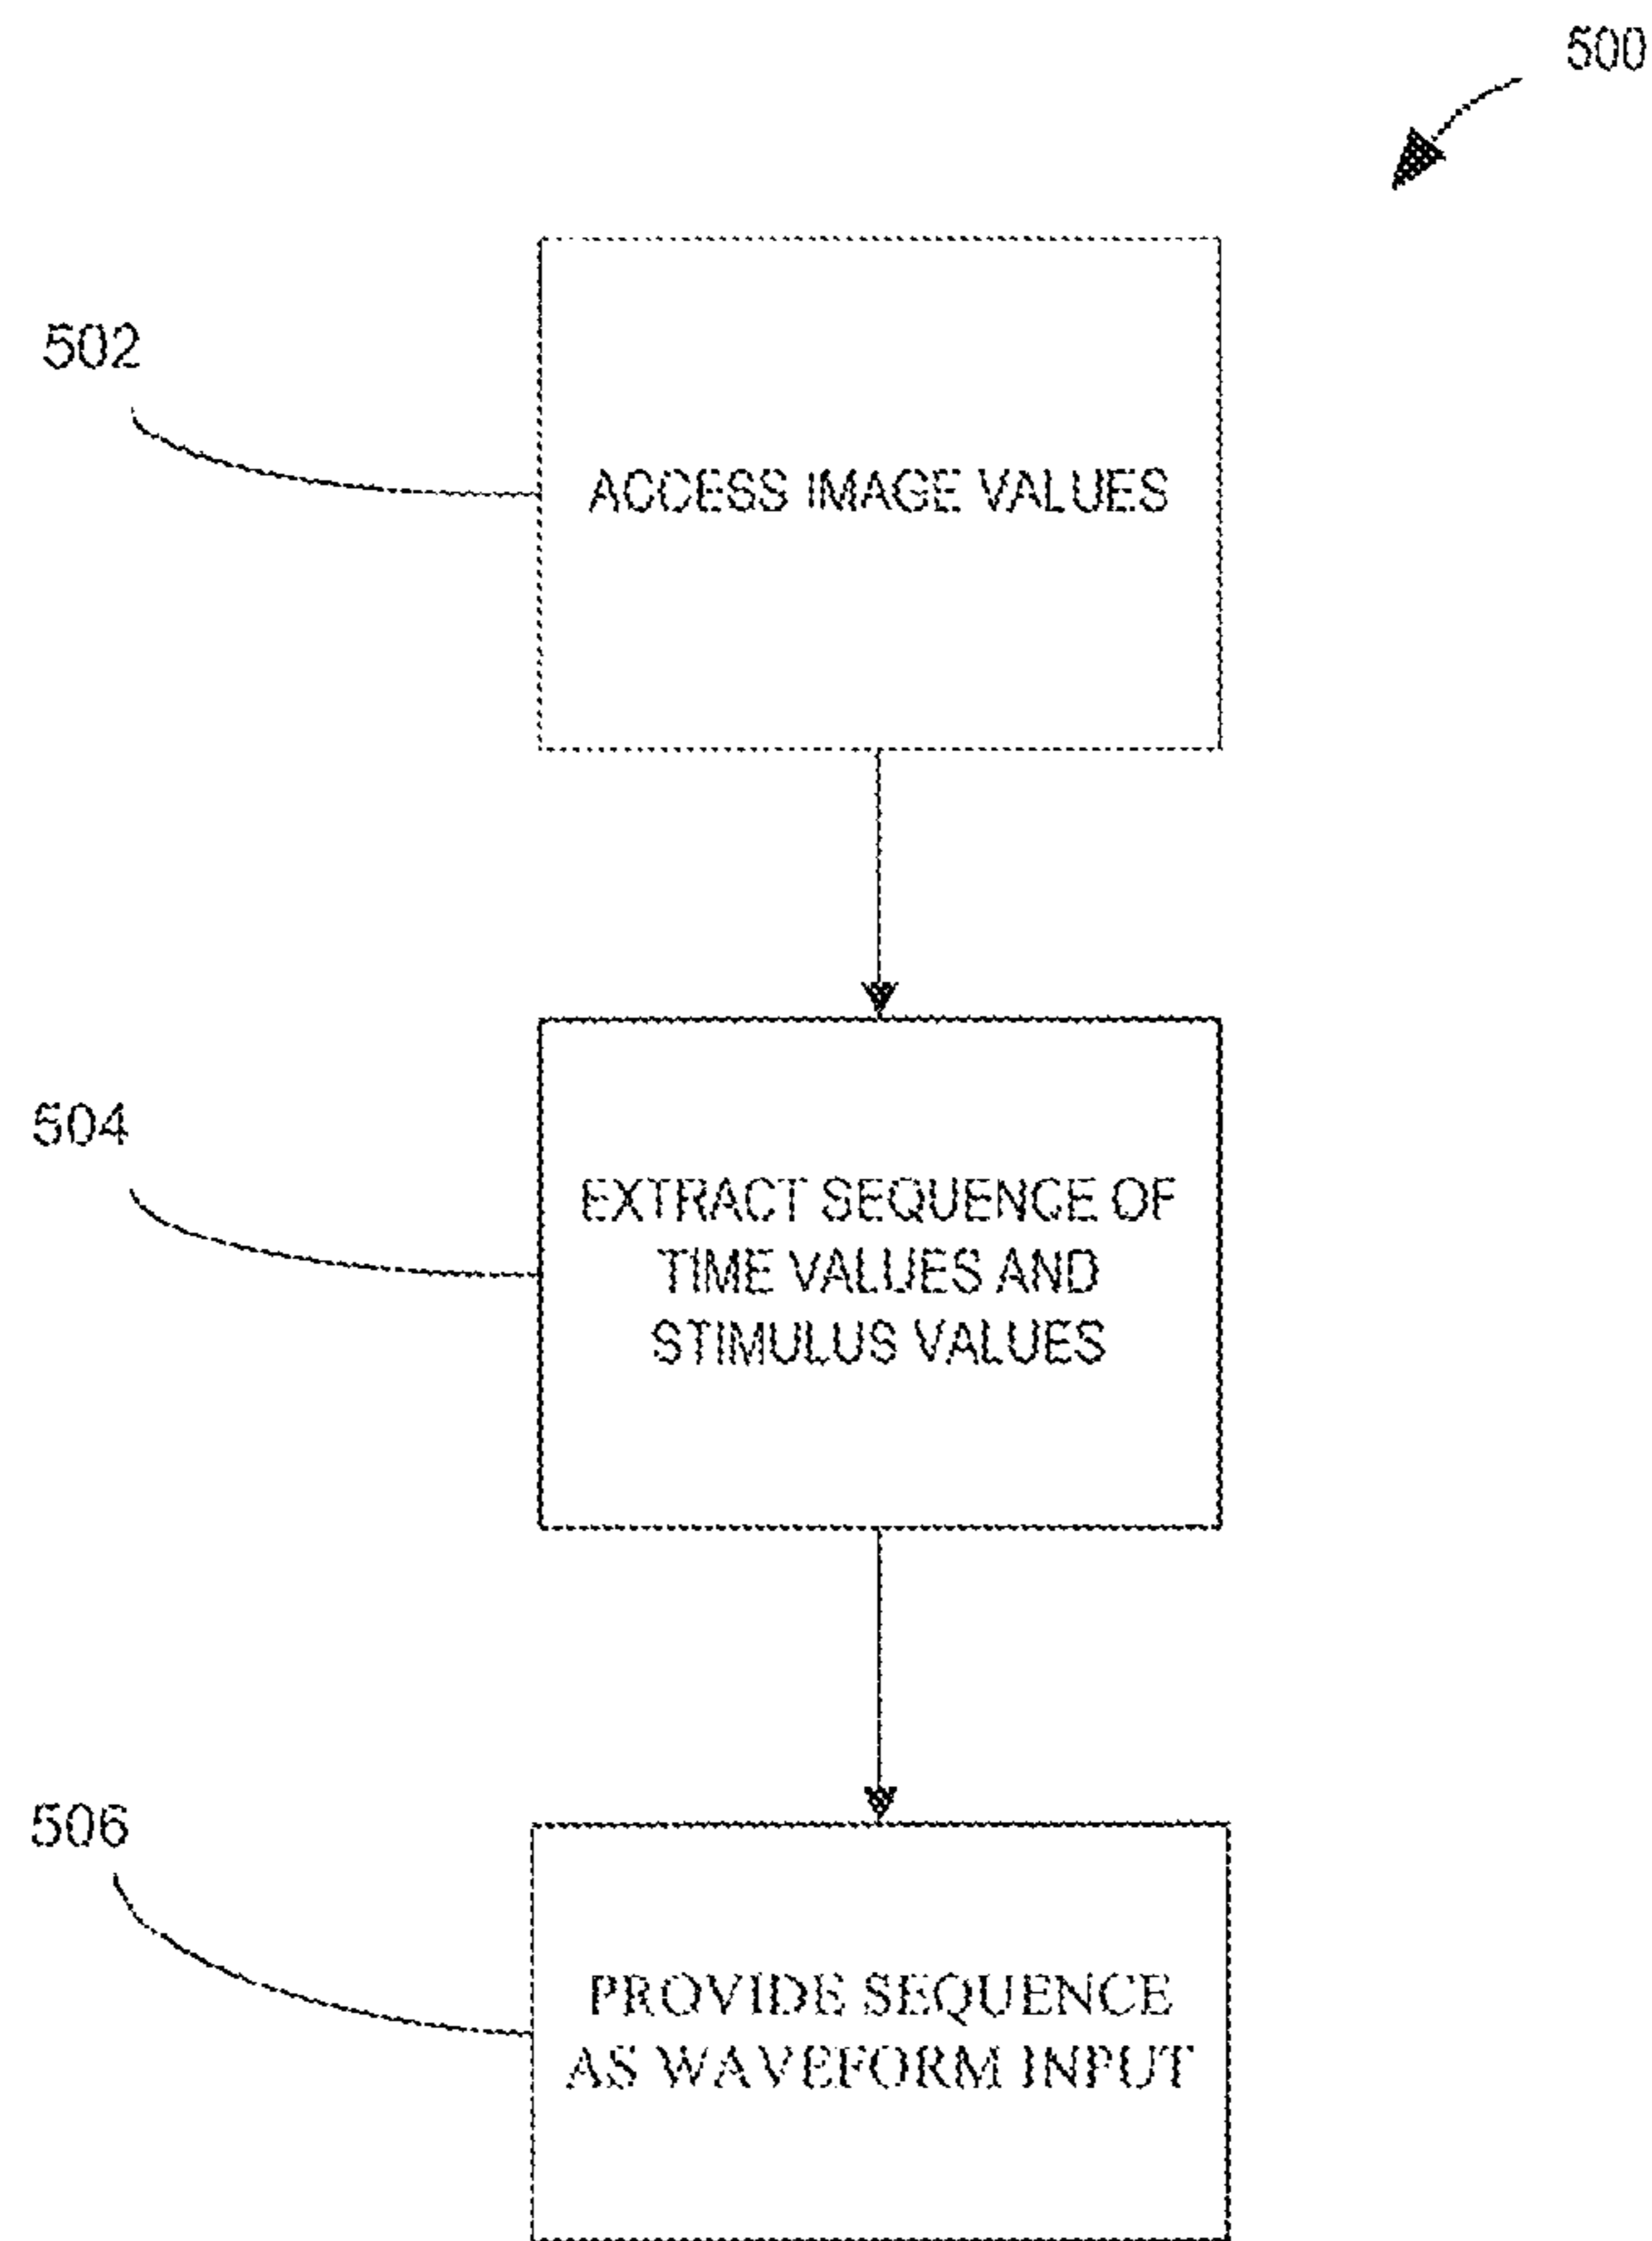 500
502
ACCESS IMAGE VALUES
504
EXTRACT SEQUENCE OF
TIME VALUES AND
STIMULUS VALUES
506
PROVIDE SEQUENCE
AS WAVEFORM INPUT